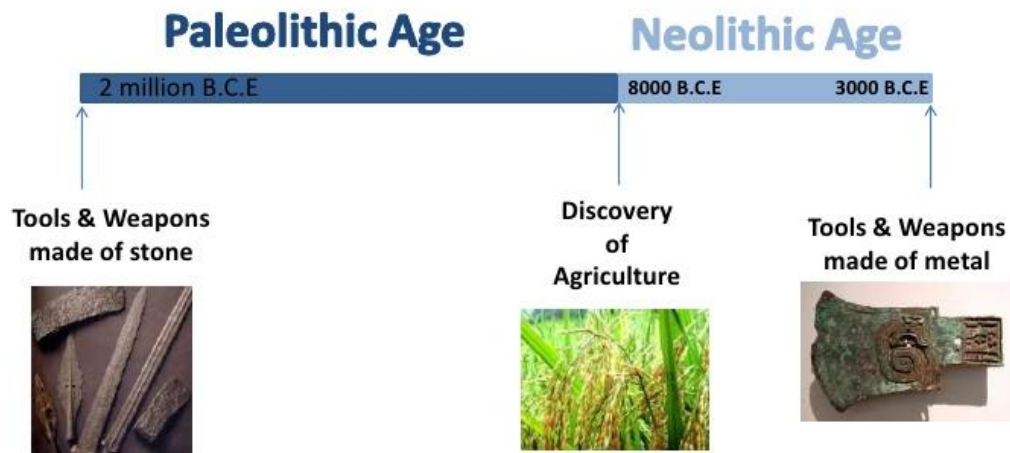 Paleolithic Age
Neolithic Age
2 million B.C.E
8000 B.C.E
3000 B.C.E
Tools & Weapons
made of stone
Discovery
of
Agriculture
Tools & Weapons
made of metal